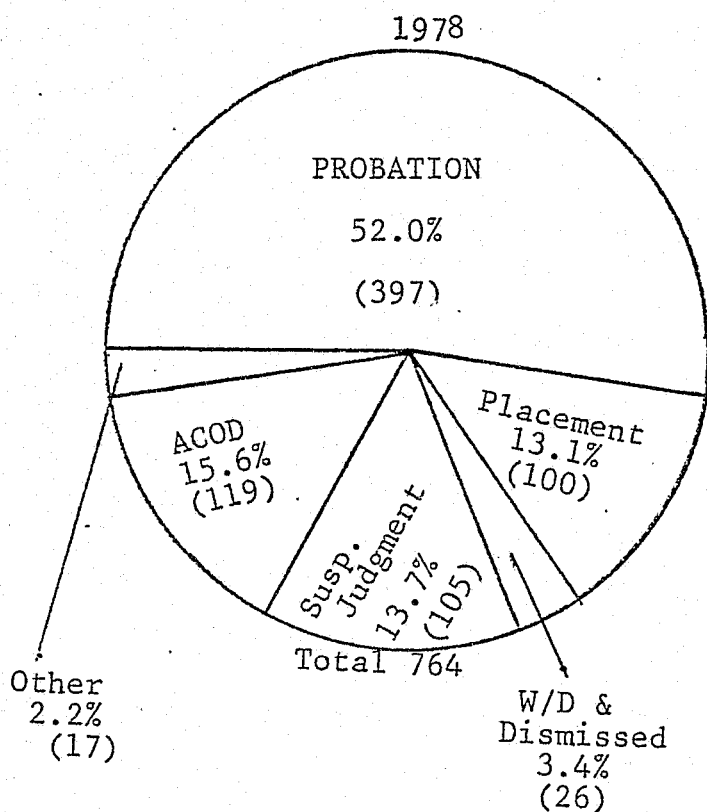 1978
PROBATION
52.0%
(397)
Placement
13.1%
(100)
ACOD
15.6%
(119)
Susp.
Judgment
13.7%
(105)
Total 764
Other
2.2%
(17)
W/D &
Dismissed
3.4%
(26)